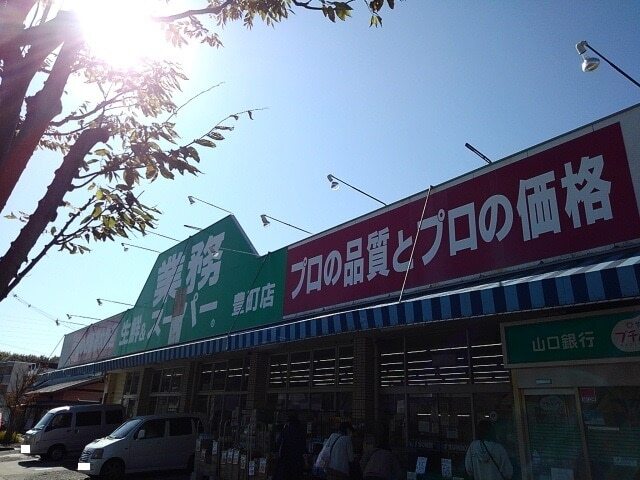 業務
生鮮&スーパー
豊町店
プロの品質とプロの価格
山口銀行